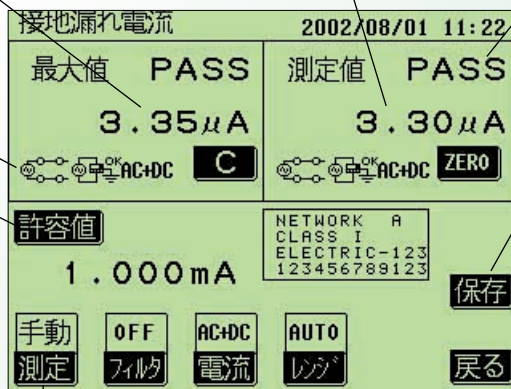 接地漏れ電流 2002/08/01 11:22
最大値 PASS
3.35μA
OK AC+DC C
測定値 PASS
3.30μA
OK AC+DC ZERO
許容値
1.000mA
NETWORK A
CLASS I
ELECTRIC-123
123456789123
保存
手動 OFF AC+DC AUTO
測定 フィルタ 電流 レンジ 戻る